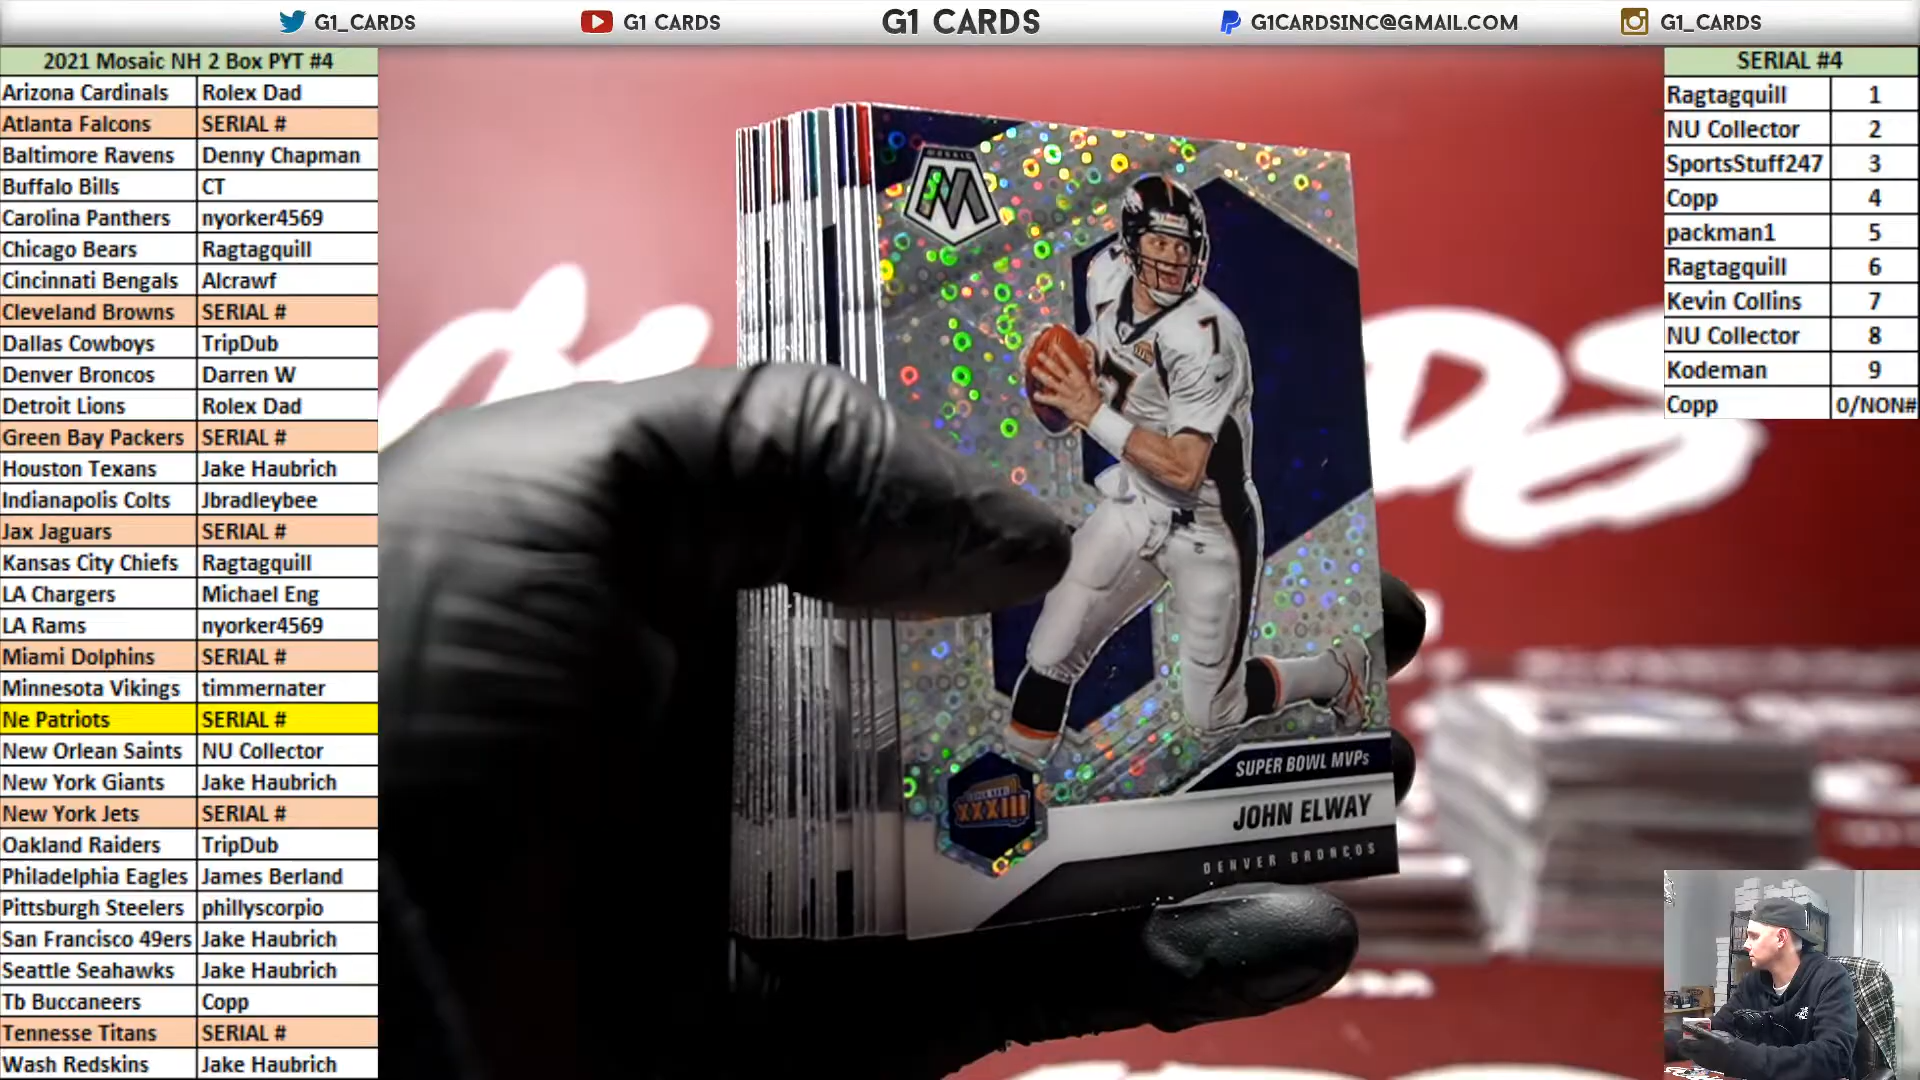 G1_CARDS
G1 CARDS
G1 CARDS
G1CARDSINC@GMAIL.COM
G1_CARDS
2021 Mosaic NH 2 Box PYT #4
Arizona Cardinals Rolex Dad
Atlanta Falcons SERIAL #
Baltimore Ravens Denny Chapman
Buffalo Bills CT
Carolina Panthers nyorker4569
Chicago Bears Ragtagquill
Cincinnati Bengals Alcrawf
Cleveland Browns SERIAL #
Dallas Cowboys TripDub
Denver Broncos Darren W
Detroit Lions Rolex Dad
Green Bay Packers SERIAL #
Houston Texans Jake Haubrich
Indianapolis Colts Jbradleybee
Jax Jaguars SERIAL #
Kansas City Chiefs Ragtagquill
LA Chargers Michael Eng
LA Rams nyorker4569
Miami Dolphins SERIAL #
Minnesota Vikings timmernater
Ne Patriots SERIAL #
New Orlean Saints NU Collector
New York Giants Jake Haubrich
New York Jets SERIAL #
Oakland Raiders TripDub
Philadelphia Eagles James Berland
Pittsburgh Steelers phillyscorpio
San Francisco 49ers Jake Haubrich
Seattle Seahawks Jake Haubrich
Tb Buccaneers Copp
Tennesse Titans SERIAL #
Wash Redskins Jake Haubrich
MOSAIC
M
7
SUPER BOWL MVPs
XXXIII
JOHN ELWAY
DENVER BRONCOS
SERIAL #4
Ragtagquill 1
NU Collector 2
SportsStuff247 3
Copp 4
packman1 5
Ragtagquill 6
Kevin Collins 7
NU Collector 8
Kodeman 9
Copp 0/NON#